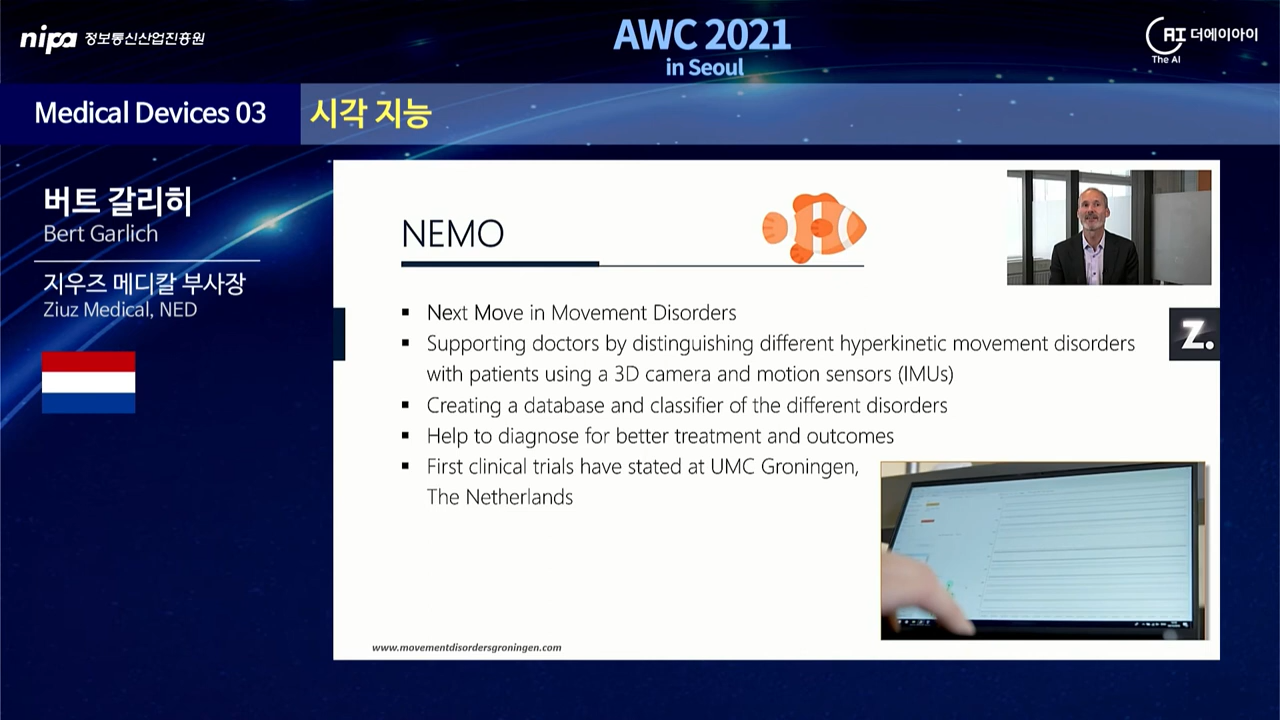 nipa 정보통신산업진흥원
AWC 2021
in Seoul
AI 더에이아이
The AI
Medical Devices 03
시각 지능
버트 갈리히
Bert Garlich
지우즈 메디칼 부사장
Ziuz Medical, NED
NEMO
▪ Next Move in Movement Disorders
▪ Supporting doctors by distinguishing different hyperkinetic movement disorders
with patients using a 3D camera and motion sensors (IMUs)
▪ Creating a database and classifier of the different disorders
▪ Help to diagnose for better treatment and outcomes
▪ First clinical trials have stated at UMC Groningen,
The Netherlands
Z.
www.movementdisordersgroningen.com